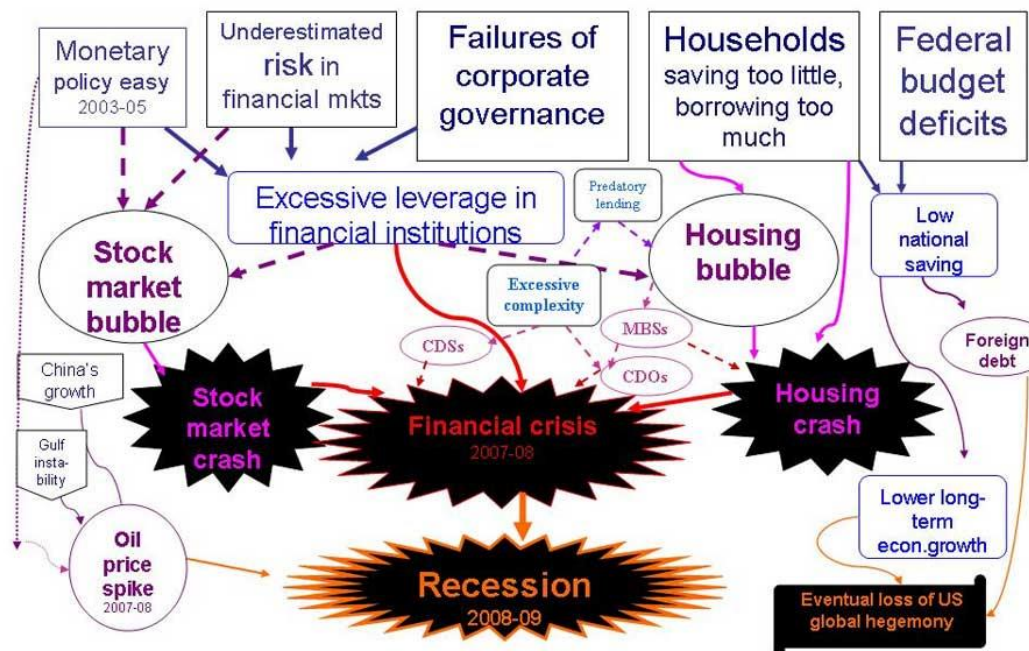 Monetary
policy easy
2003-05
Underestimated
risk in
financial mkts
Failures of
corporate
governance
Households
saving too little,
borrowing too
much
Federal
budget
deficits
Excessive leverage in
financial institutions
Predatory
lending
Stock
market
bubble
Housing
bubble
Low
national
saving
Excessive
complexity
CDSs
MBSs
CDOs
Foreign
debt
China's
growth
Stock
market
crash
Financial crisis
2007-08
Housing
crash
Gulf
insta-
bility
Lower long-
term
econ.growth
Oil
price
spike
2007-08
Recession
2008-09
Eventual loss of US
global hegemony